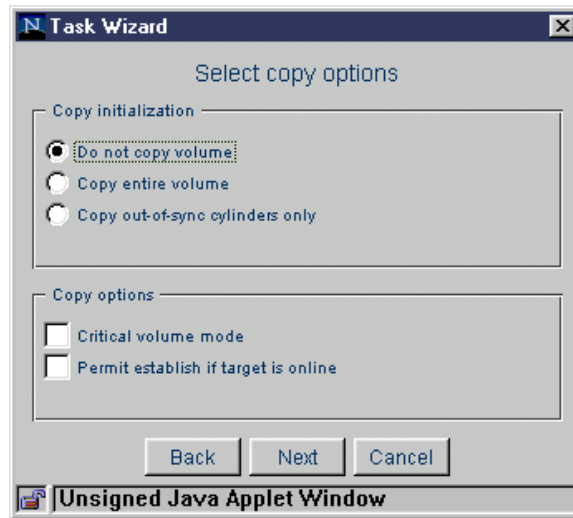 N Task Wizard
Select copy options
Copy initialization
Do not copy volume
Copy entire volume
Copy out-of-sync cylinders only
Copy options
Critical volume mode
Permit establish if target is online
Back Next Cancel
Unsigned Java Applet Window